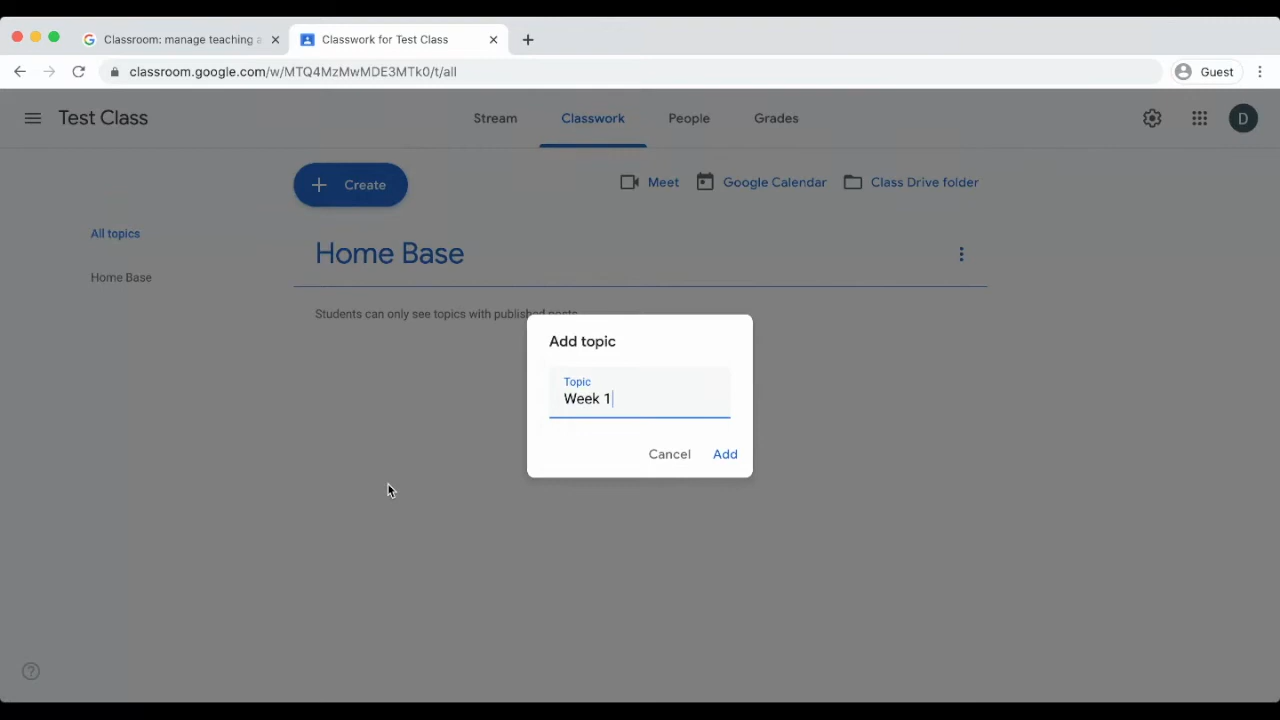 Classroom: manage teaching a
Classwork for Test Class
classroom.google.com/w/MTQ4MzMwMDE3MTk0/t/all
Guest
Test Class
Stream
Classwork
People
Grades
D
Create
Meet
Google Calendar
Class Drive folder
All topics
Home Base
Home Base
Students can only see topics with published posts
Add topic
Topic
Week 1
Cancel
Add